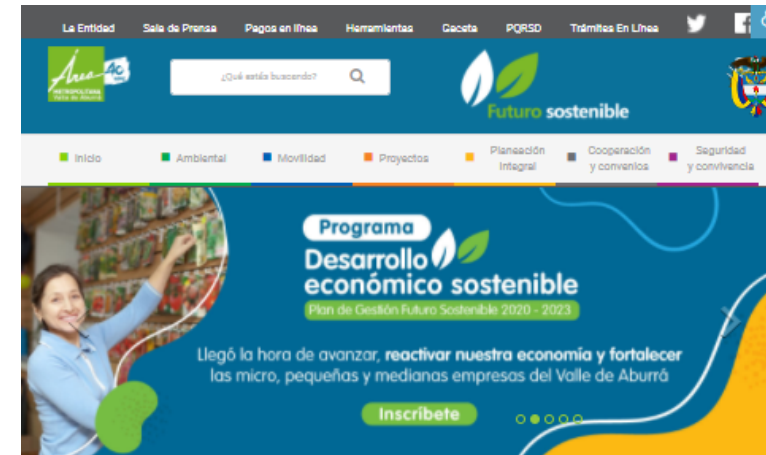 La Entidad Sala de Prensa Pagos en línea Herramientas Gaceta PQRSD Trámites En Línea
Área 40
METROPOLITANA
Valle de Aburrá
¿Qué estás buscando?
Futuro sostenible
Inicio Ambiental Movilidad Proyectos Planeación Integral Cooperación y convenios Seguridad y convivencia
Programa
Desarrollo
económico sostenible
Plan de Gestión Futuro Sostenible 2020 - 2023
Llegó la hora de avanzar, reactivar nuestra economía y fortalecer
las micro, pequeñas y medianas empresas del Valle de Aburrá
Inscríbete